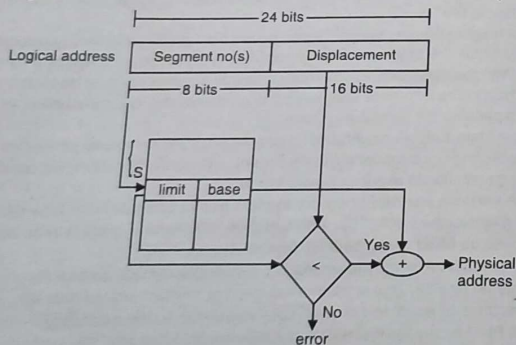 24 bits
Logical address
Segment no(s) Displacement
8 bits 16 bits
S
limit base
Yes
< + Physical
address
No
error